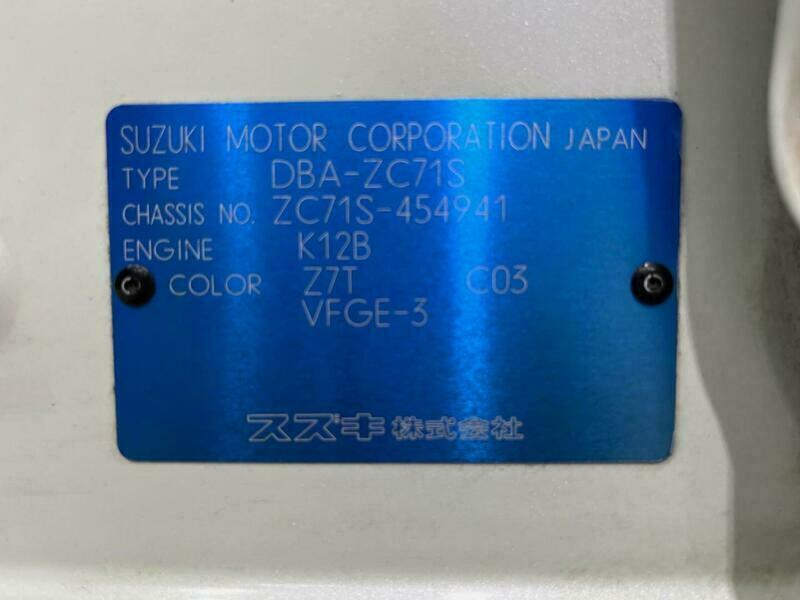 SUZUKI MOTOR CORPORATION JAPAN
TYPE DBA-ZC71S
CHASSIS NO. ZC71S-454941
ENGINE K12B
COLOR Z7T C03
VFGE-3
スズキ株式会社